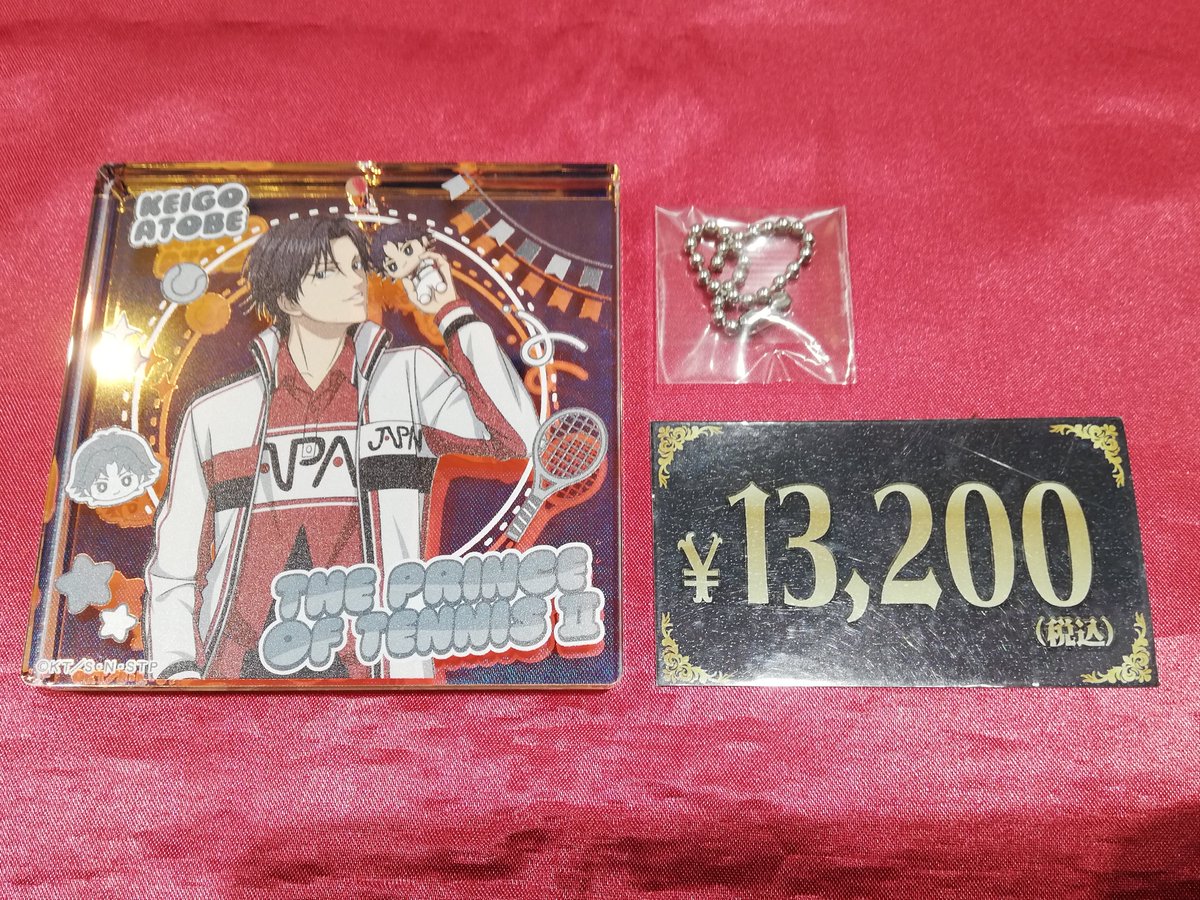 KEIGO
ATOBE
JAPAN
JAPAN
THE PRINCE
OF TENNIS II
©KT/S・N・STP
¥13,200
(税込)